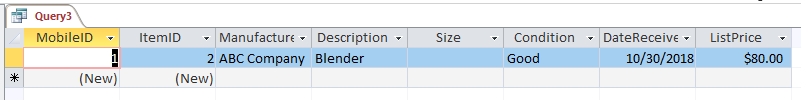 Query3
MobileID ItemID Manufacture Description Size Condition DateReceive ListPrice
1 2 ABC Company Blender Good 10/30/2018 $80.00
* (New) (New)